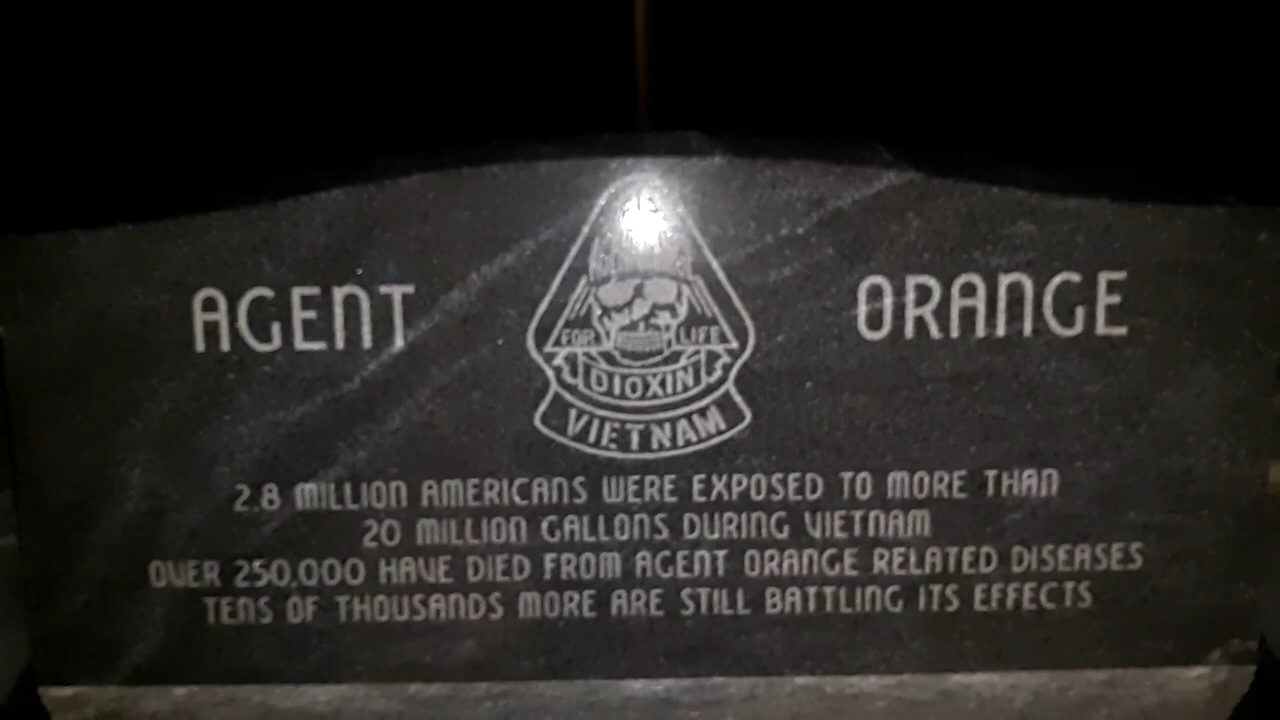 AGENT ORANGE
FOR LIFE
DIOXIN
VIETNAM
2.8 MILLION AMERICANS WERE EXPOSED TO MORE THAN
20 MILLION GALLONS DURING VIETNAM
OVER 250,000 HAVE DIED FROM AGENT ORANGE RELATED DISEASES
TENS OF THOUSANDS MORE ARE STILL BATTLING ITS EFFECTS